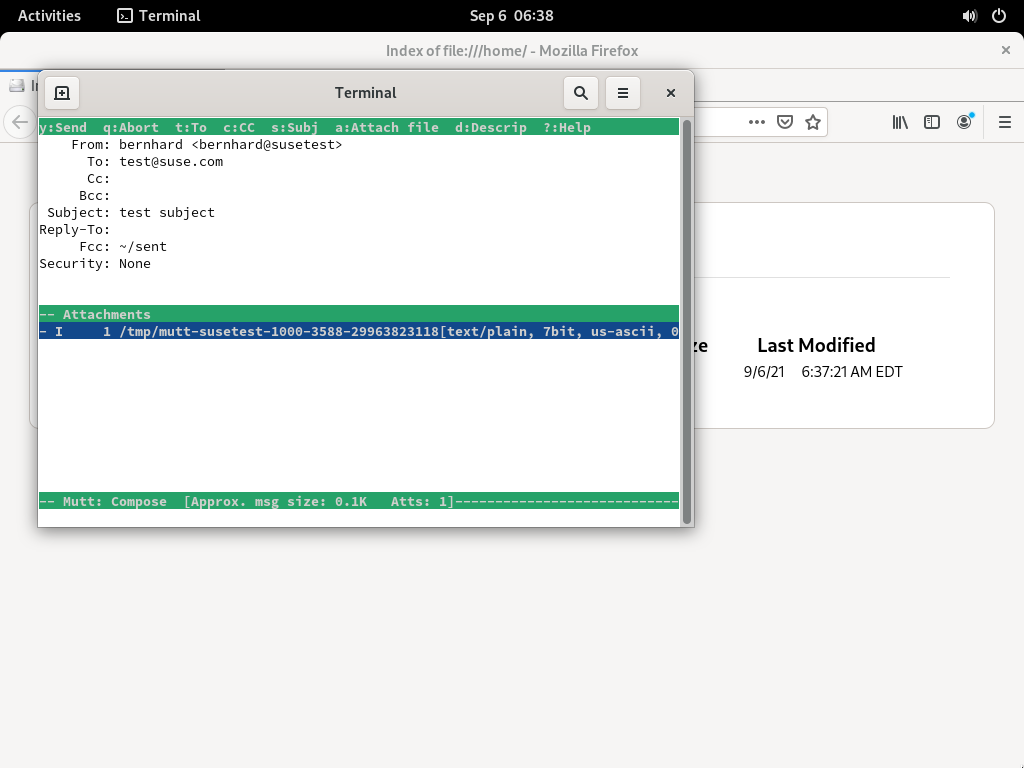 Activities Terminal Sep 6 06:38
Index of file:///home/ - Mozilla Firefox
Terminal
y:Send q:Abort t:To c:CC s:Subj a:Attach file d:Descrip ?:Help
From: bernhard <bernhard@susetest>
To: test@suse.com
Cc:
Bcc:
Subject: test subject
Reply-To:
Fcc: ~/sent
Security: None
-- Attachments
- I 1 /tmp/mutt-susetest-1000-3588-29963823118[text/plain, 7bit, us-ascii, 0
Last Modified
9/6/21 6:37:21 AM EDT
-- Mutt: Compose [Approx. msg size: 0.1K Atts: 1]----------------------------